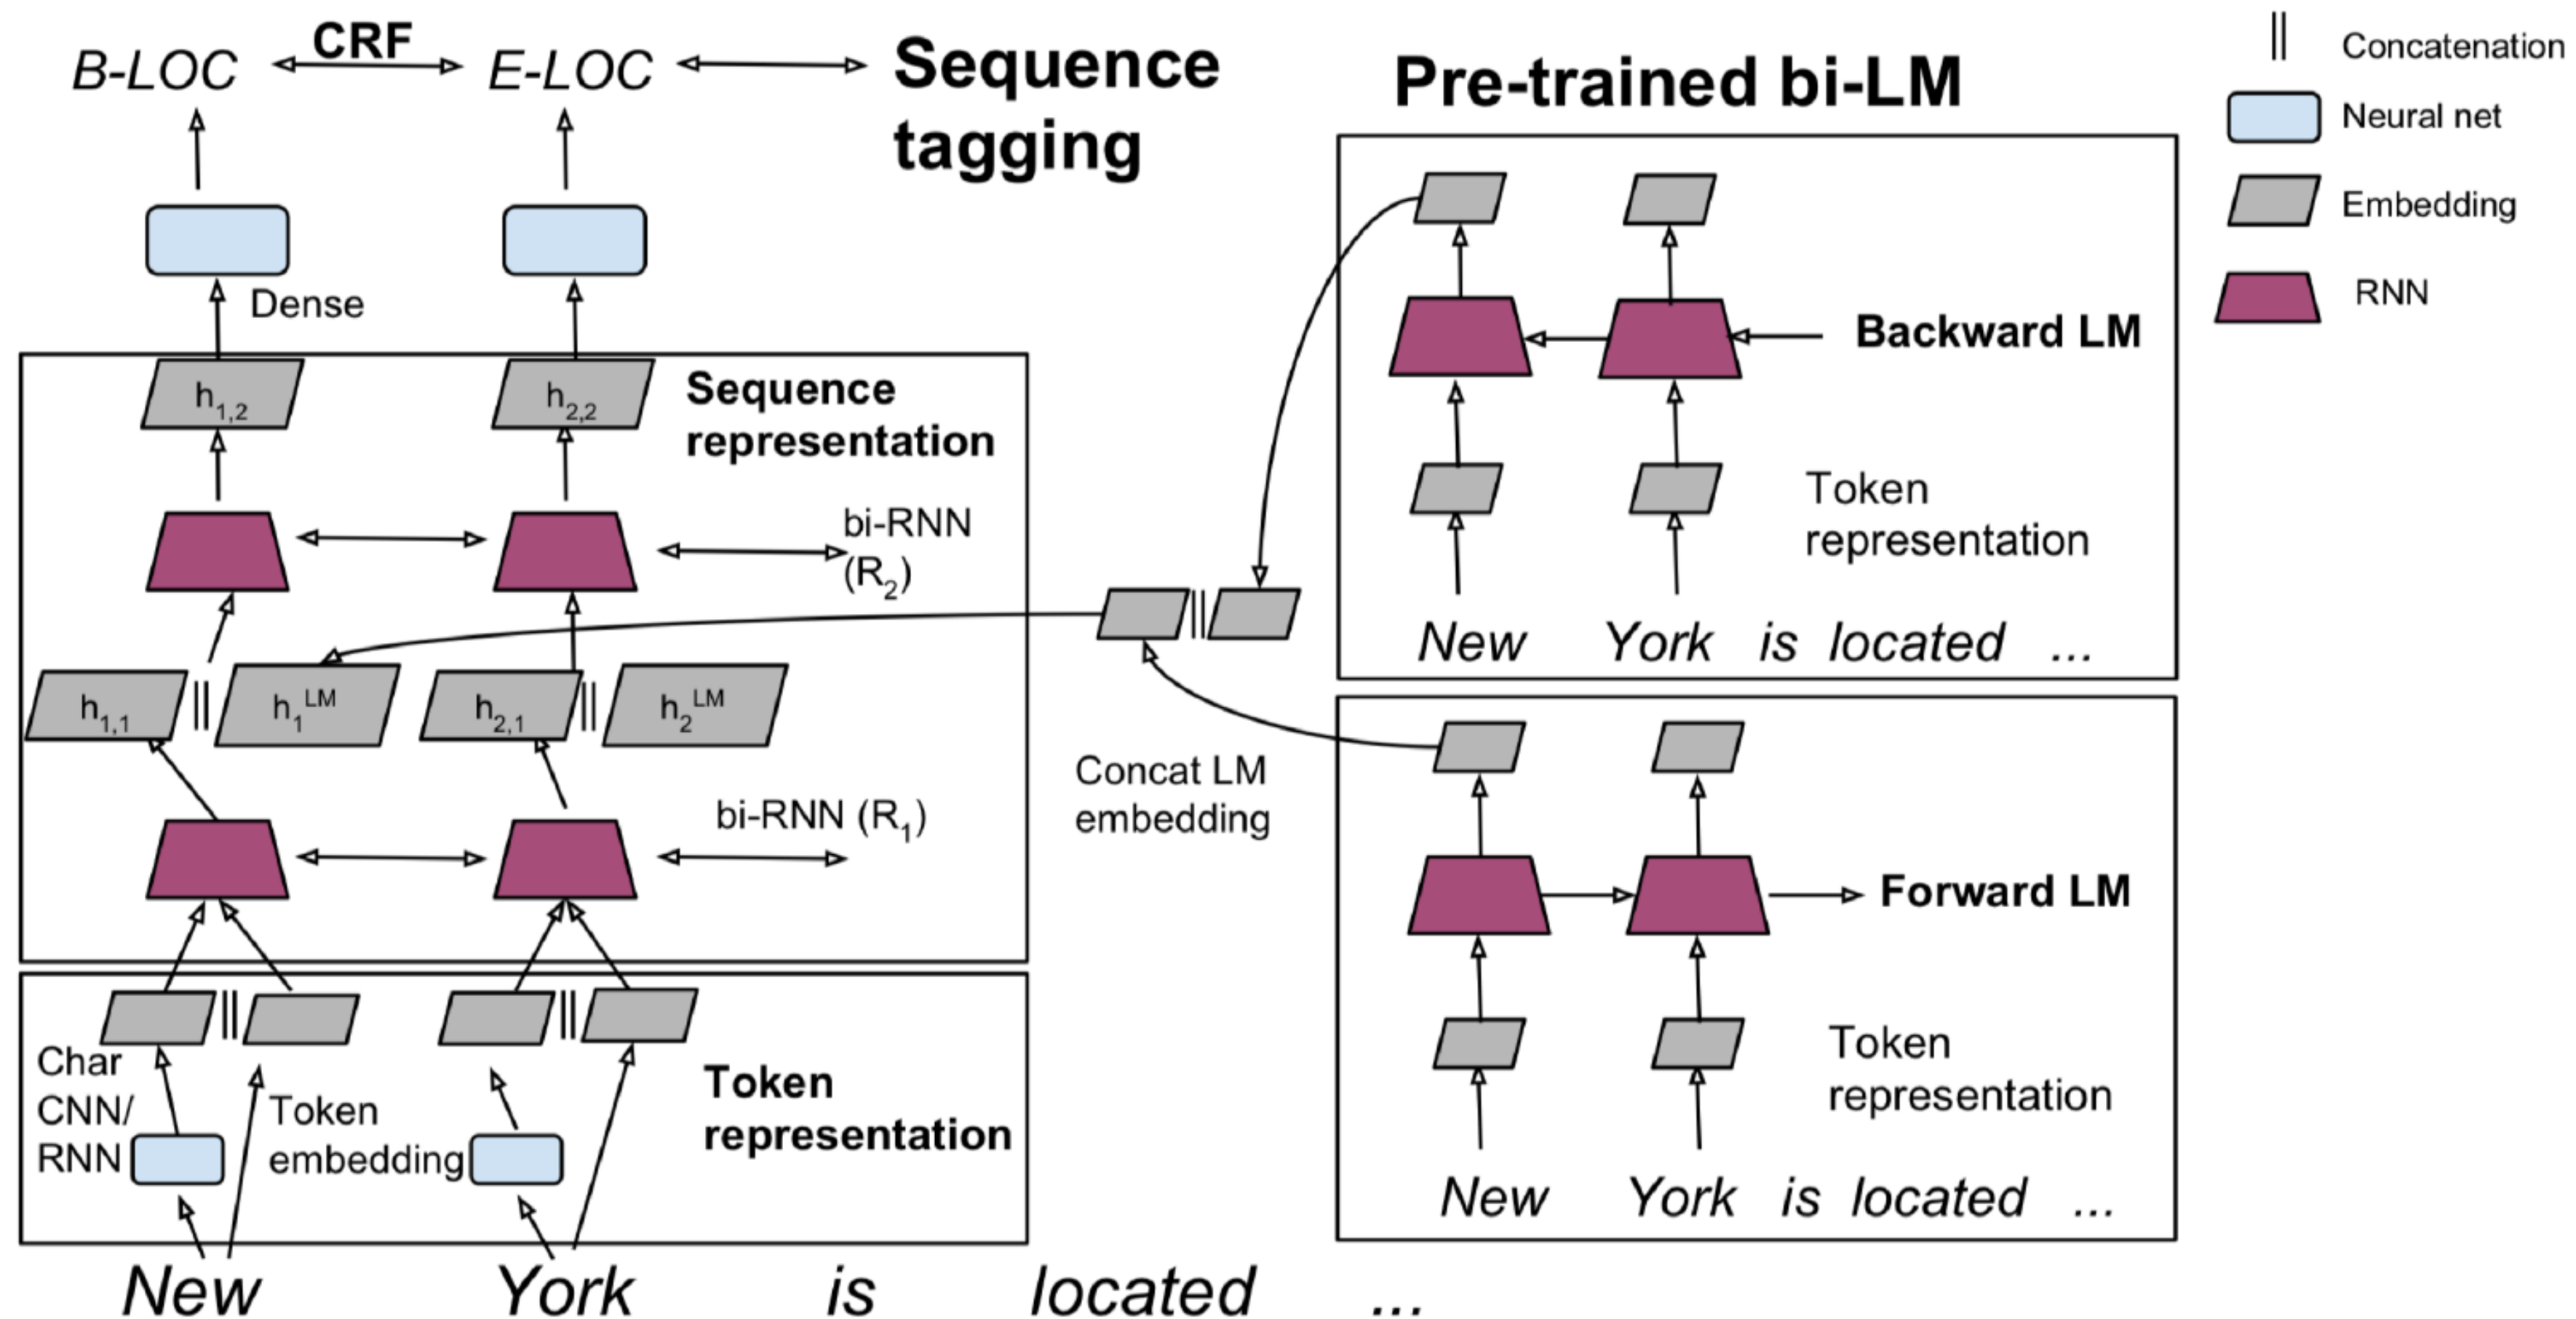 B-LOC
CRF
E-LOC
Sequence
tagging
Dense
h1,2
h2,2
Sequence
representation
bi-RNN
(R2)
h1,1
||
h1LM
h2,1
||
h2LM
bi-RNN (R1)
||
||
Char
CNN/
RNN
Token
embedding
Token
representation
New York is located ...
||
Concat LM
embedding
Pre-trained bi-LM
Backward LM
Token
representation
New York is located ...
Forward LM
Token
representation
New York is located ...
|| Concatenation
Neural net
Embedding
RNN